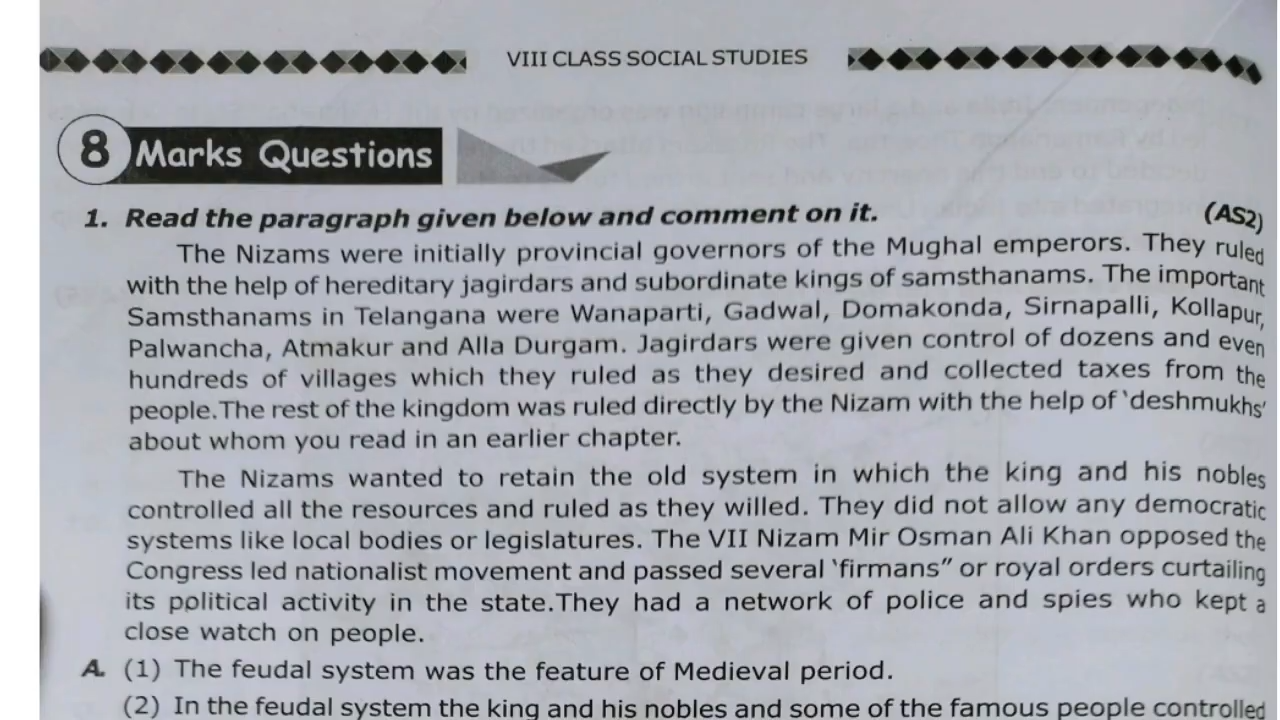 VIII CLASS SOCIAL STUDIES
8 Marks Questions
1. Read the paragraph given below and comment on it. (AS2)
The Nizams were initially provincial governors of the Mughal emperors. They ruled
with the help of hereditary jagirdars and subordinate kings of samsthanams. The important
Samsthanams in Telangana were Wanaparti, Gadwal, Domakonda, Sirnapalli, Kollapur,
Palwancha, Atmakur and Alla Durgam. Jagirdars were given control of dozens and even
hundreds of villages which they ruled as they desired and collected taxes from the
people.The rest of the kingdom was ruled directly by the Nizam with the help of ‘deshmukhs’
about whom you read in an earlier chapter.
The Nizams wanted to retain the old system in which the king and his nobles
controlled all the resources and ruled as they willed. They did not allow any democratic
systems like local bodies or legislatures. The VII Nizam Mir Osman Ali Khan opposed the
Congress led nationalist movement and passed several ‘firmans” or royal orders curtailing
its political activity in the state.They had a network of police and spies who kept a
close watch on people.
A. (1) The feudal system was the feature of Medieval period.
(2) In the feudal system the king and his nobles and some of the famous people controlled